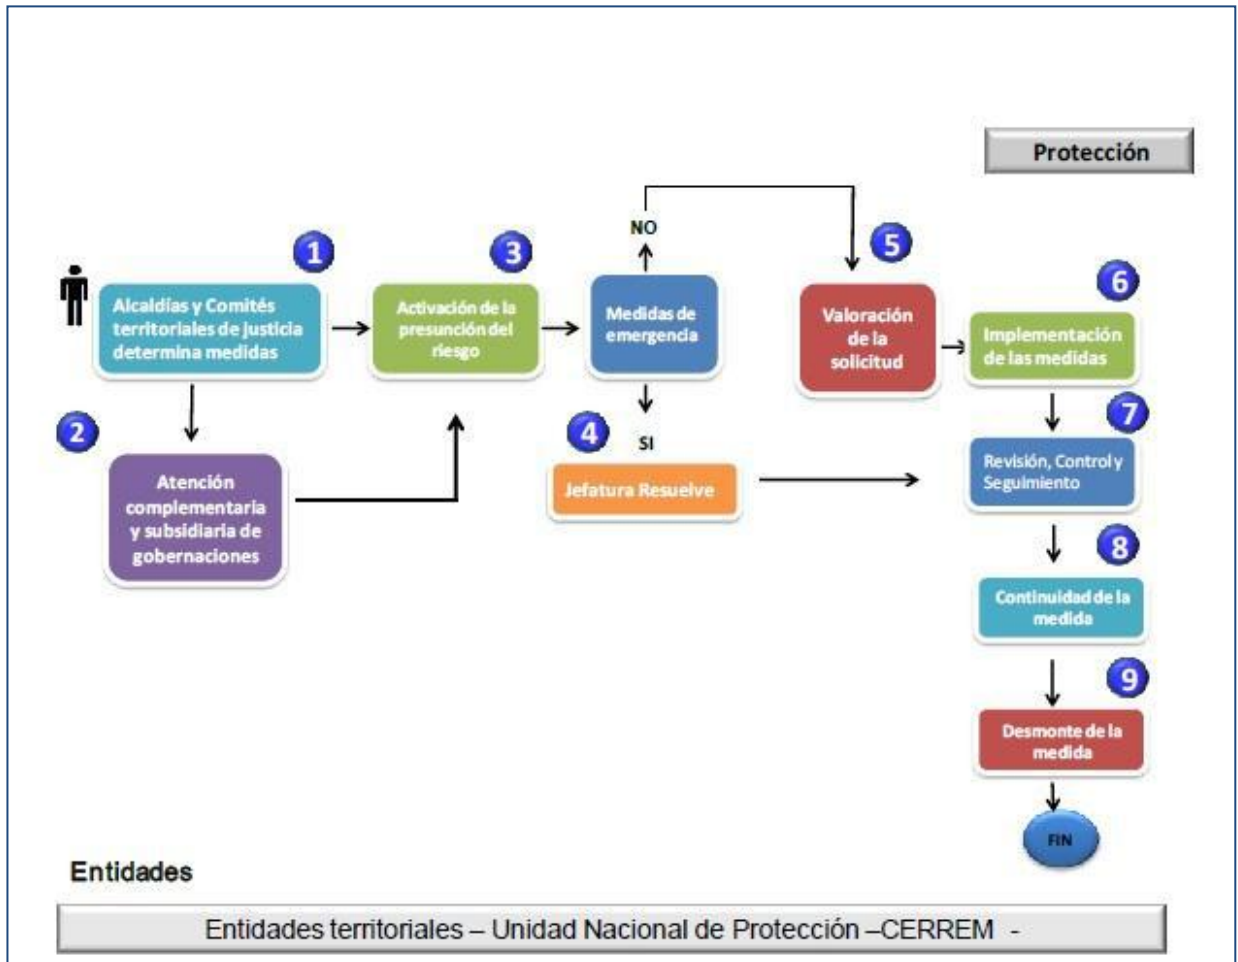 Protección
1
Alcaldías y Comités
territoriales de justicia
determina medidas
2
Atención
complementaria
y subsidiaria de
gobernaciones
3
Activación de la
presunción del
riesgo
Medidas de
emergencia
NO
SI
4
Jefatura Resuelve
5
Valoración
de la
solicitud
6
Implementación
de las medidas
7
Revisión, Control y
Seguimiento
8
Continuidad de la
medida
9
Desmonte de la
medida
FIN
Entidades
Entidades territoriales – Unidad Nacional de Protección –CERREM -